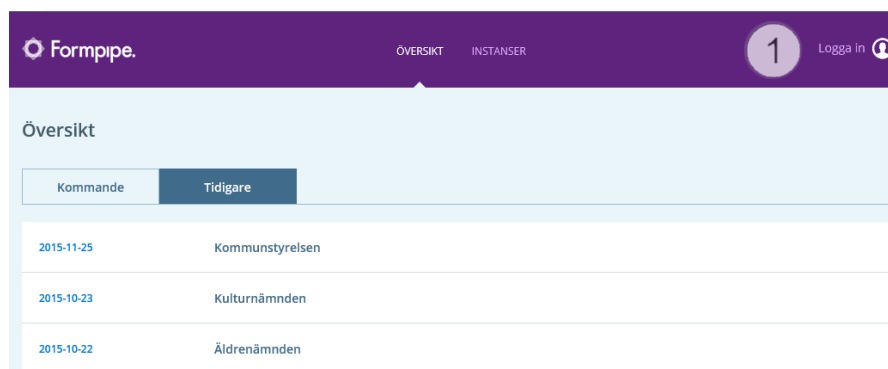 Formpipe.
ÖVERSIKT INSTANSER
1 Logga in
Översikt
Kommande Tidigare
2015-11-25 Kommunstyrelsen
2015-10-23 Kulturnämnden
2015-10-22 Äldrenämnden